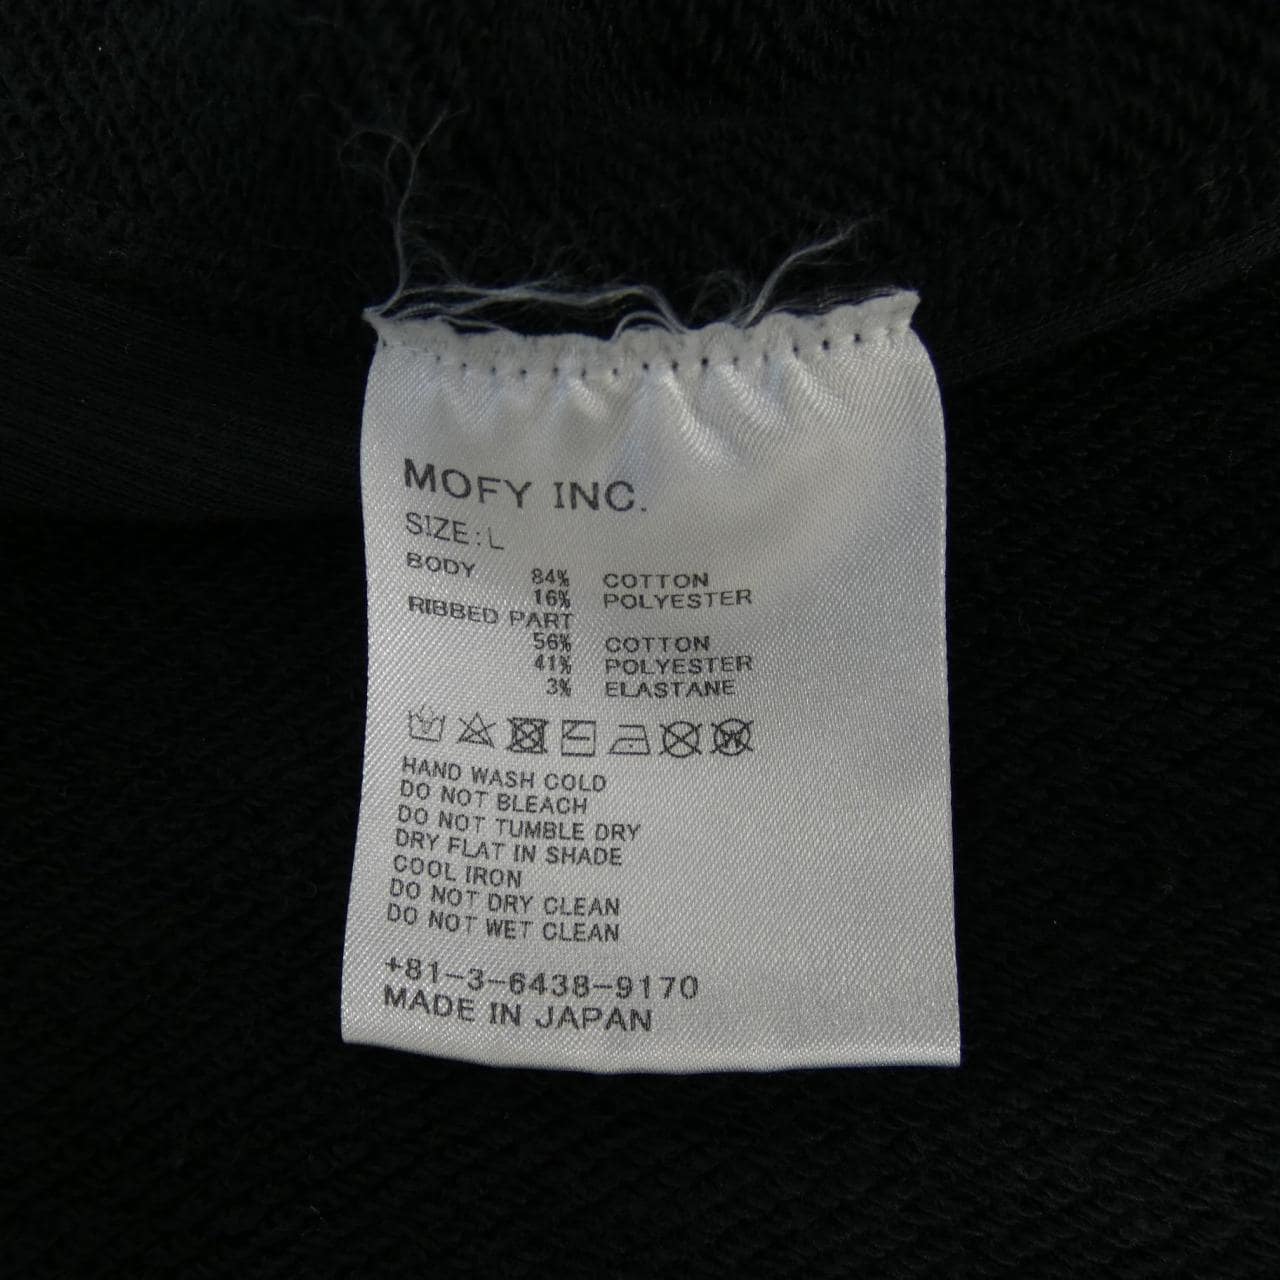 MOFY INC.
SIZE:L
BODY 84% COTTON
16% POLYESTER
RIBBED PART
56% COTTON
41% POLYESTER
3% ELASTANE
HAND WASH COLD
DO NOT BLEACH
DO NOT TUMBLE DRY
DRY FLAT IN SHADE
COOL IRON
DO NOT DRY CLEAN
DO NOT WET CLEAN
+81-3-6438-9170
MADE IN JAPAN